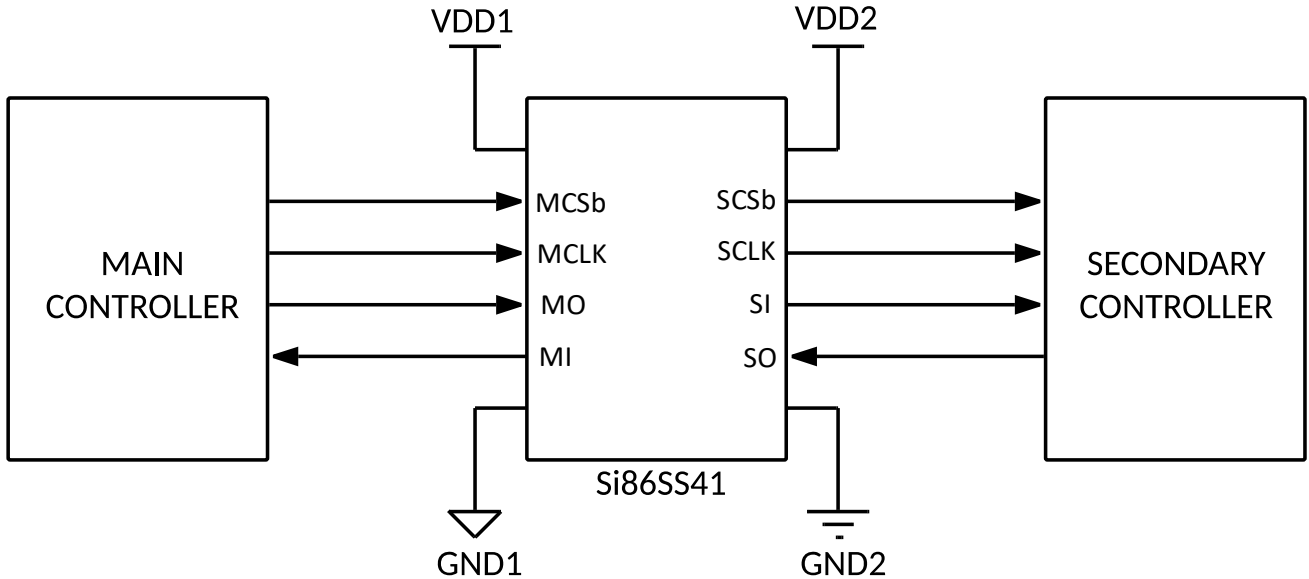 VDD1
VDD2
MAIN
CONTROLLER
MCSb
MCLK
MO
MI
SCSb
SCLK
SI
SO
SECONDARY
CONTROLLER
Si86SS41
GND1
GND2